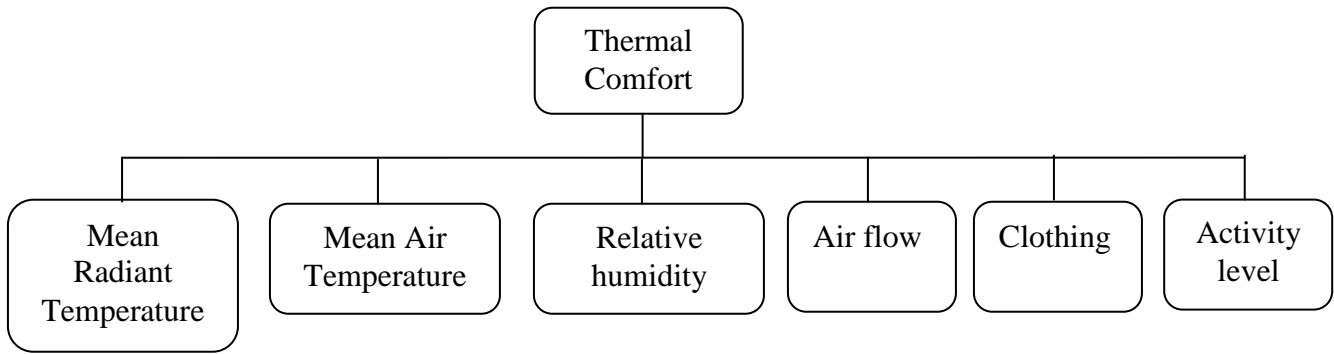 Thermal
Comfort
Mean
Radiant
Temperature
Mean Air
Temperature
Relative
humidity
Air flow
Clothing
Activity
level